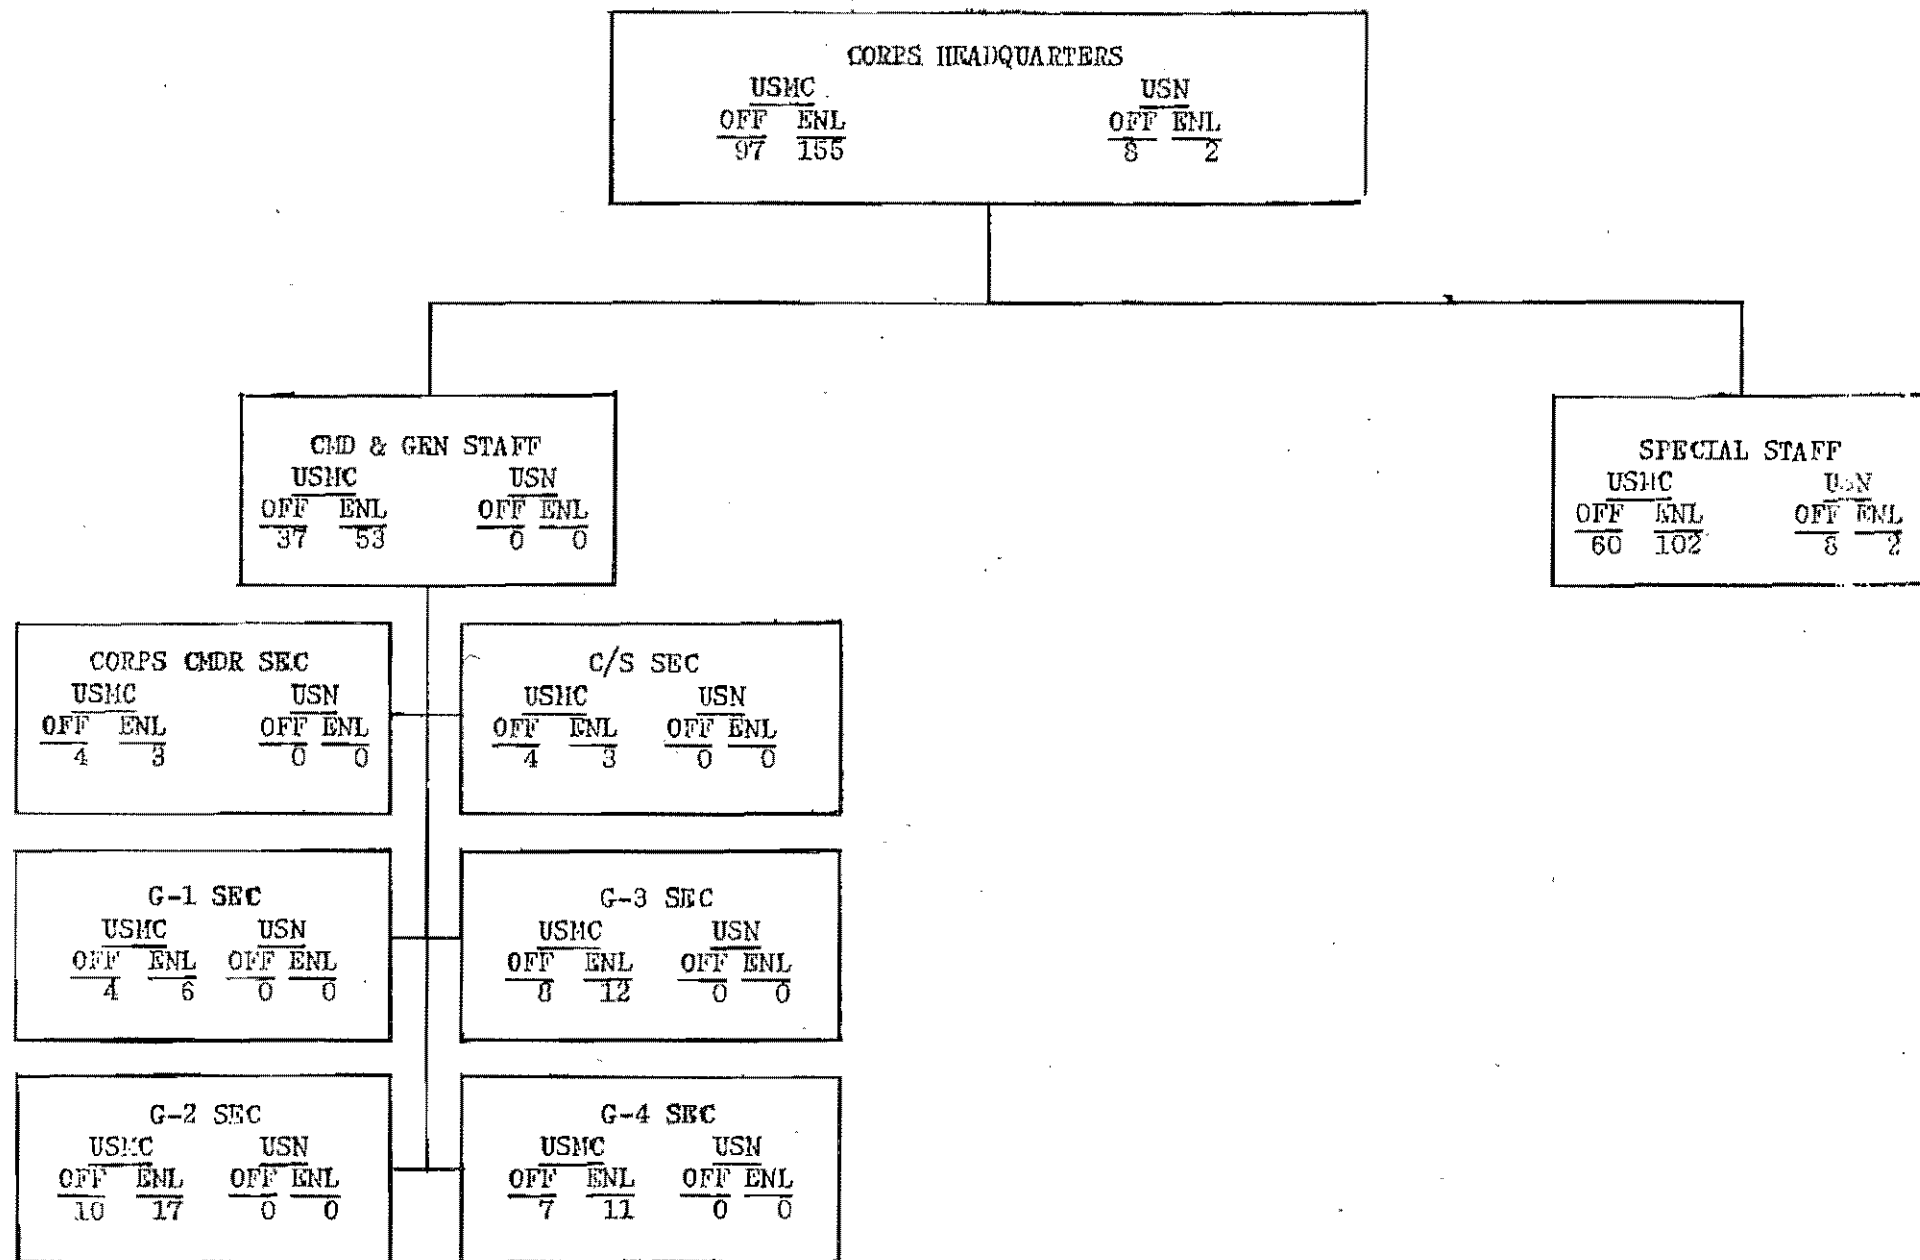 CORPS HEADQUARTERS
USMC USN
OFF ENL OFF ENL
97 155 8 2
CMD & GEN STAFF
USMC USN
OFF ENL OFF ENL
37 53 0 0
SPECIAL STAFF
USMC USN
OFF ENL OFF ENL
60 102 8 2
CORPS CMDR SEC
USMC USN
OFF ENL OFF ENL
4 3 0 0
C/S SEC
USMC USN
OFF ENL OFF ENL
4 3 0 0
G-1 SEC
USMC USN
OFF ENL OFF ENL
4 6 0 0
G-3 SEC
USMC USN
OFF ENL OFF ENL
8 12 0 0
G-2 SEC
USMC USN
OFF ENL OFF ENL
10 17 0 0
G-4 SEC
USMC USN
OFF ENL OFF ENL
7 11 0 0